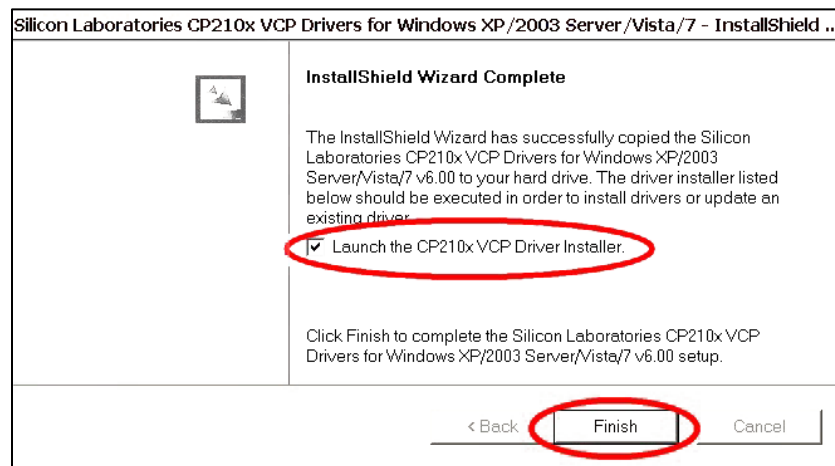 Silicon Laboratories CP210x VCP Drivers for Windows XP/2003 Server/Vista/7 - InstallShield ..
InstallShield Wizard Complete
The InstallShield Wizard has successfully copied the Silicon
Laboratories CP210x VCP Drivers for Windows XP/2003
Server/Vista/7 v6.00 to your hard drive. The driver installer listed
below should be executed in order to install drivers or update an
existing driver.
Launch the CP210x VCP Driver Installer.
Click Finish to complete the Silicon Laboratories CP210x VCP
Drivers for Windows XP/2003 Server/Vista/7 v6.00 setup.
< Back Finish Cancel